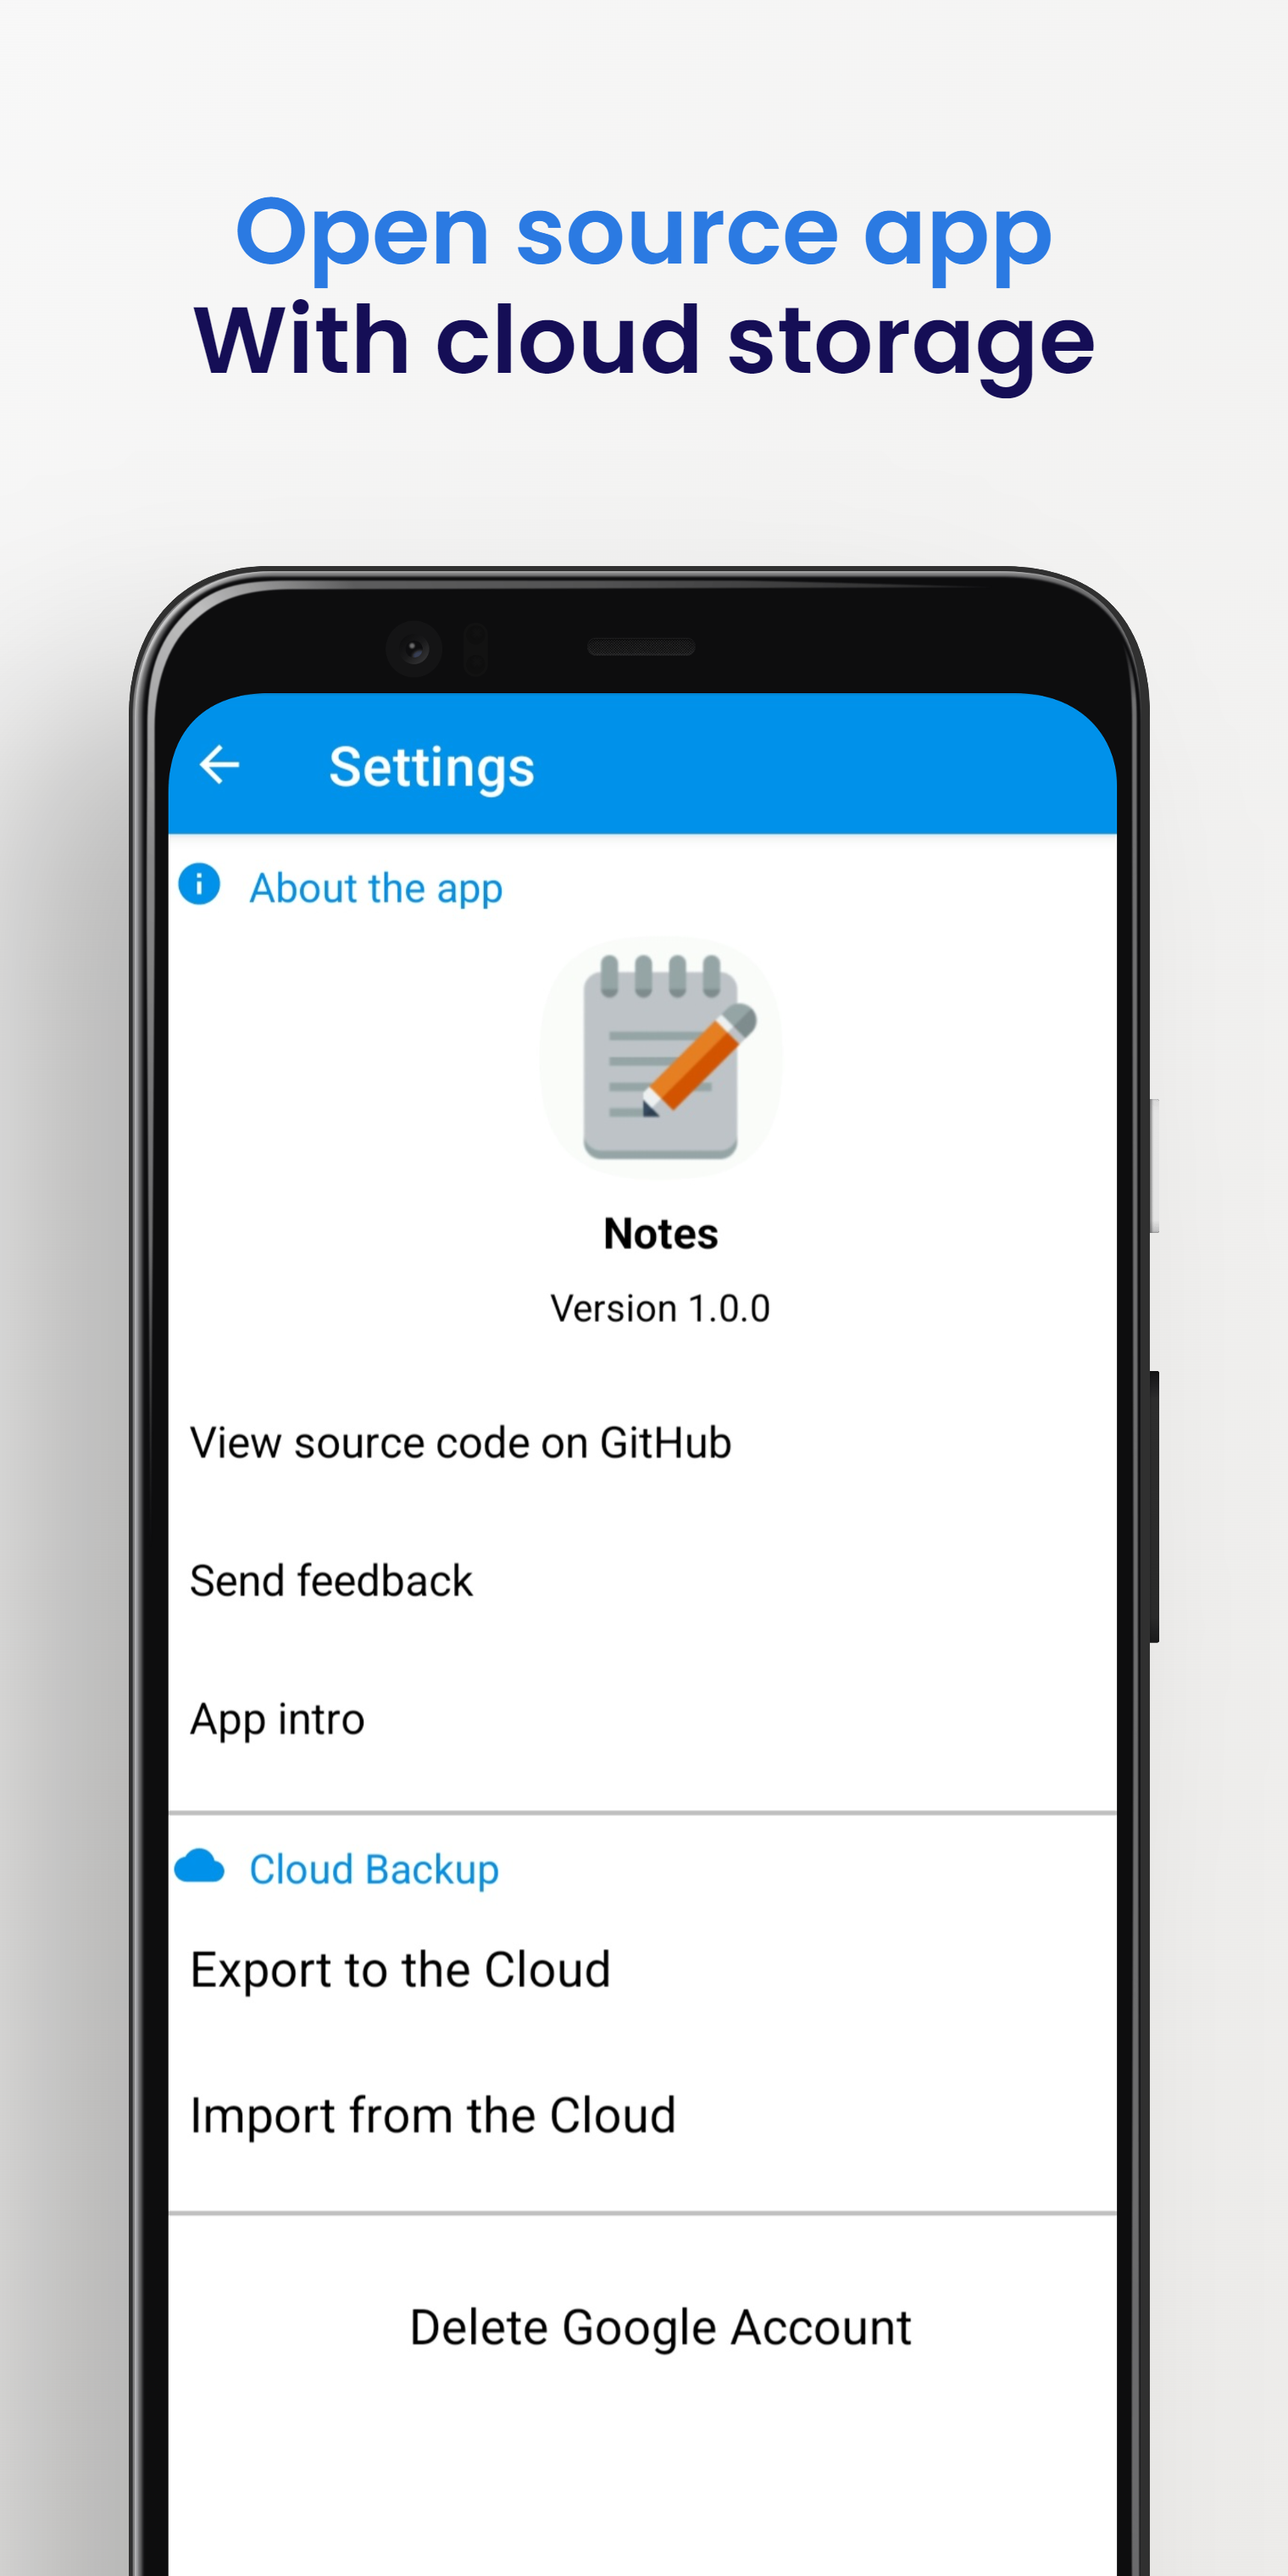 Open source app
With cloud storage
Settings
About the app
Notes
Version 1.0.0
View source code on GitHub
Send feedback
App intro
Cloud Backup
Export to the Cloud
Import from the Cloud
Delete Google Account